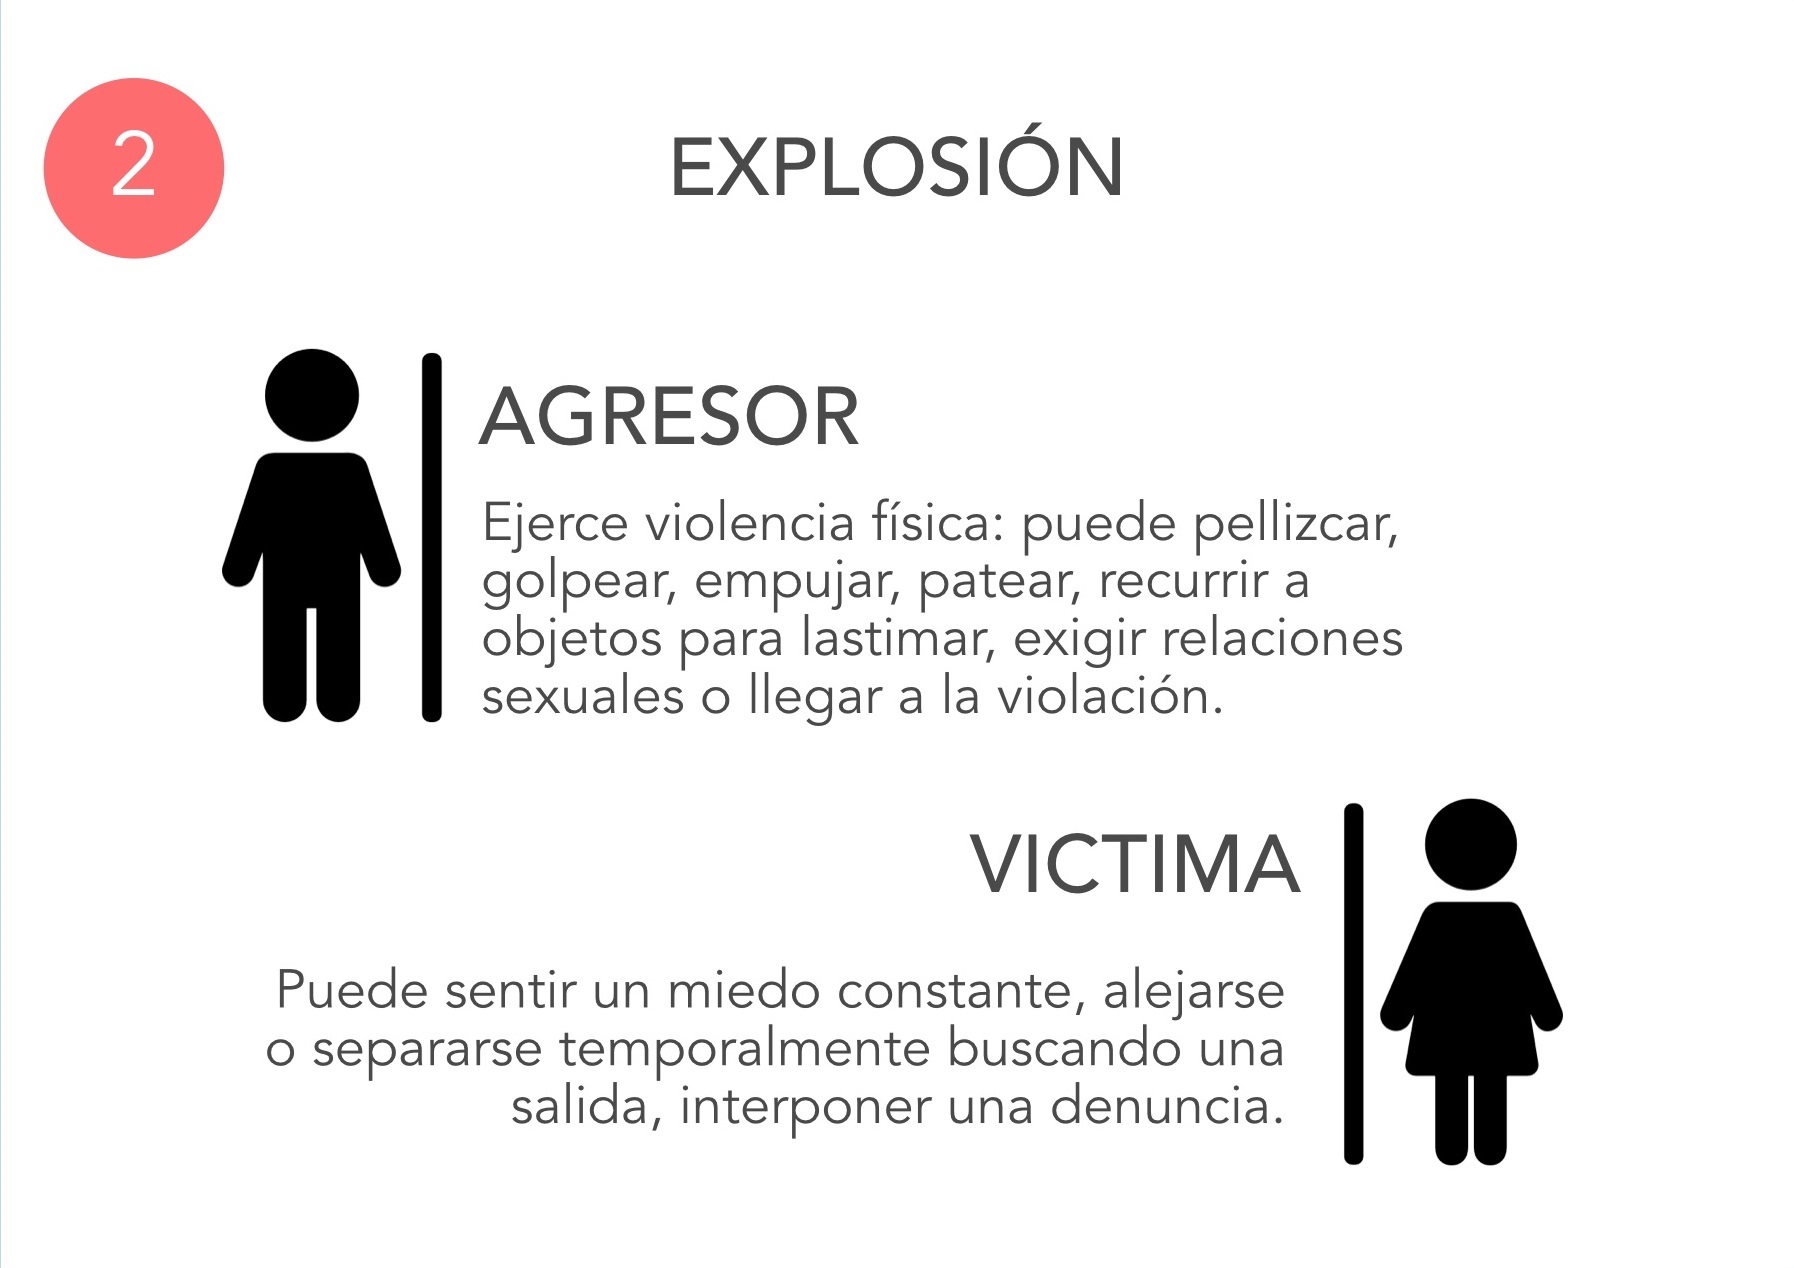 2
EXPLOSIÓN
AGRESOR
Ejerce violencia física: puede pellizcar,
golpear, empujar, patear, recurrir a
objetos para lastimar, exigir relaciones
sexuales o llegar a la violación.
VICTIMA
Puede sentir un miedo constante, alejarse
o separarse temporalmente buscando una
salida, interponer una denuncia.